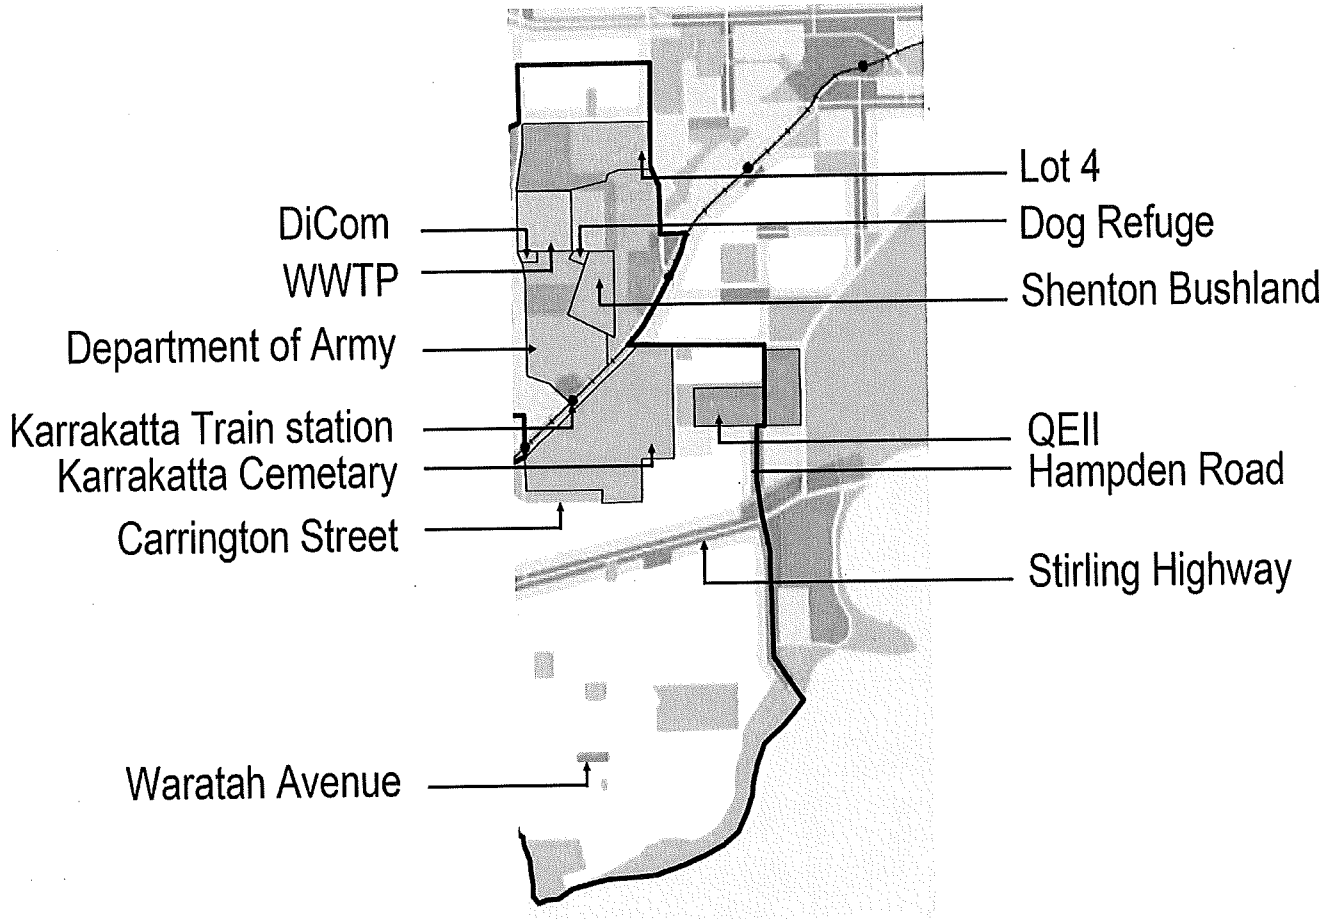 Lot 4
DiCom
Dog Refuge
WWTP
Shenton Bushland
Department of Army
Karrakatta Train station
QEII
Karrakatta Cemetary
Hampden Road
Carrington Street
Stirling Highway
Waratah Avenue